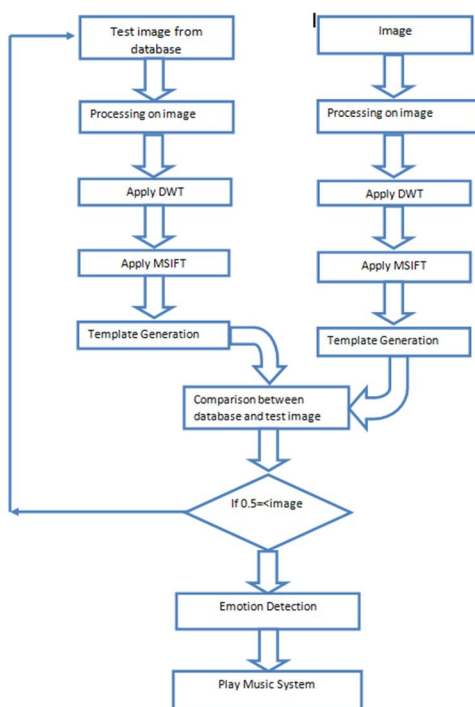 Test image from
database
Processing on image
Apply DWT
Apply MSIFT
Template Generation
Image
Processing on image
Apply DWT
Apply MSIFT
Template Generation
Comparison between
database and test image
If 0.5=<image
Emotion Detection
Play Music System